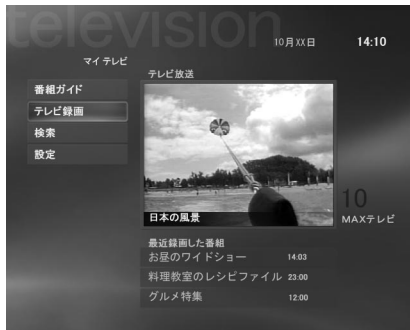 television
10月XX日 14:10
マイ テレビ
テレビ放送
番組ガイド
テレビ録画
検索
設定
日本の風景
10
MAXテレビ
最近録画した番組
お昼のワイドショー 14:03
料理教室のレシピファイル 23:00
グルメ特集 12:00